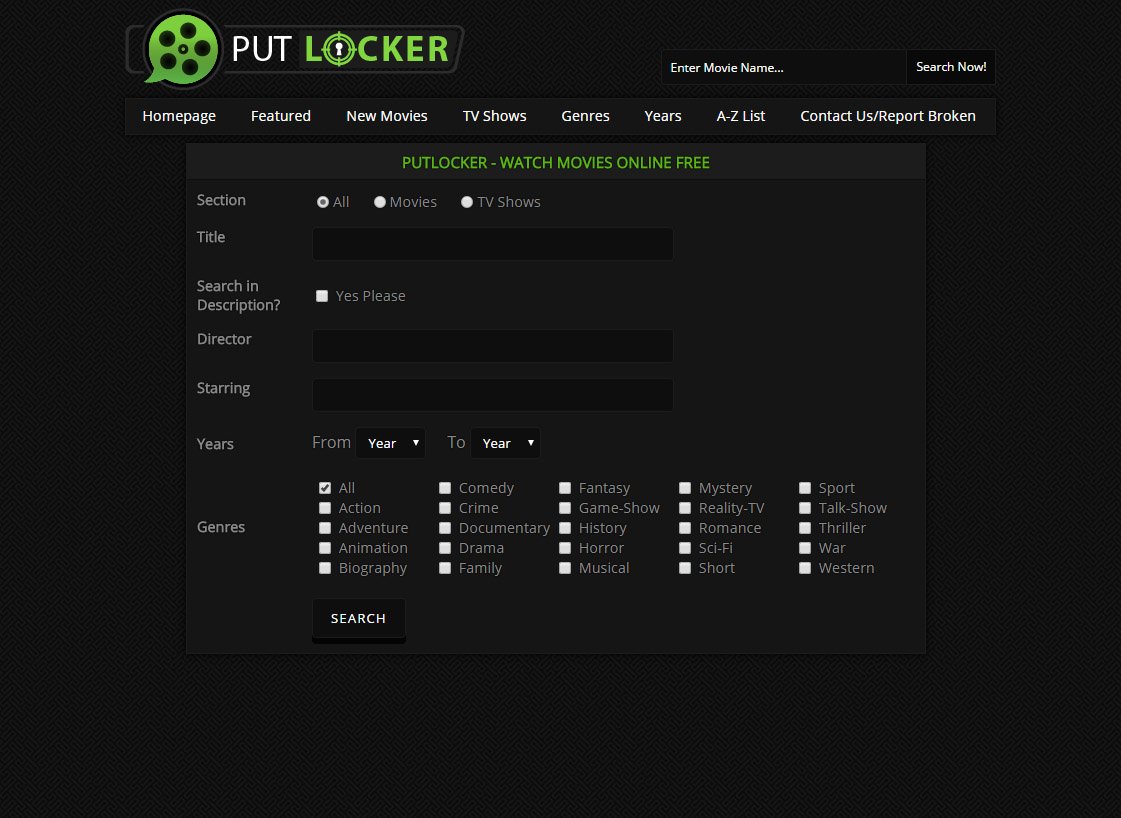 PUT LOCKER
Enter Movie Name... Search Now!
Homepage Featured New Movies TV Shows Genres Years A-Z List Contact Us/Report Broken
PUTLOCKER - WATCH MOVIES ONLINE FREE
Section All Movies TV Shows
Title
Search in
Description? Yes Please
Director
Starring
Years From Year To Year
All Comedy Fantasy Mystery Sport
Action Crime Game-Show Reality-TV Talk-Show
Genres Adventure Documentary History Romance Thriller
Animation Drama Horror Sci-Fi War
Biography Family Musical Short Western
SEARCH